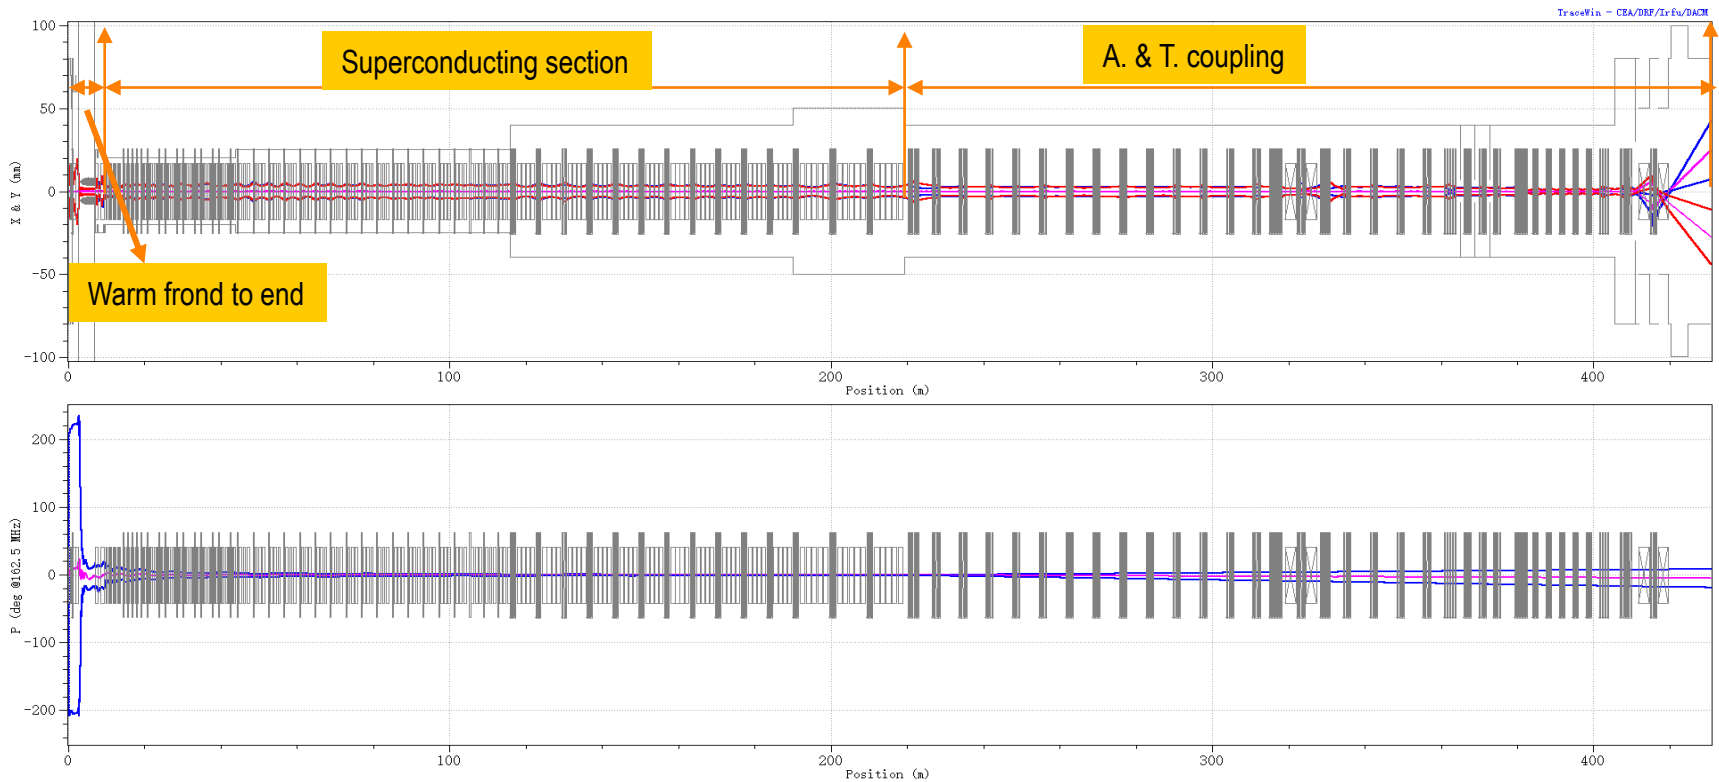 TraceWin - CEA/DRF/Irfu/DACM
Superconducting section
A. & T. coupling
Warm frond to end
X & Y (mm)
100
50
0
-50
-100
0 100 200 300 400
Position (m)
P (deg @162.5 MHz)
200
100
0
-100
-200
0 100 200 300 400
Position (m)